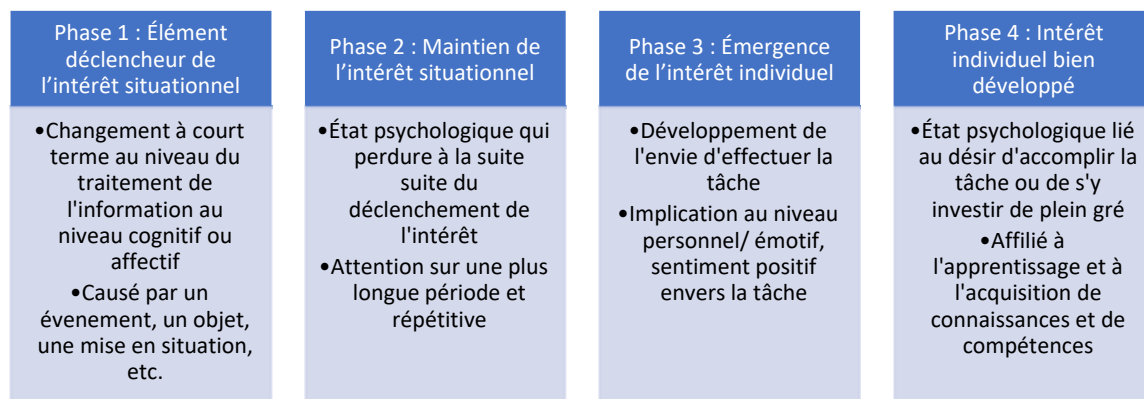 Phase 1 : Élément
déclencheur de
l'intérêt situationnel
•Changement à court
terme au niveau du
traitement de
l'information au
niveau cognitif ou
affectif
•Causé par un
évenement, un objet,
une mise en situation,
etc.
Phase 2 : Maintien de
l'intérêt situationnel
•État psychologique qui
perdure à la suite
suite du
déclenchement de
l'intérêt
•Attention sur une plus
longue période et
répétitive
Phase 3 : Émergence
de l'intérêt individuel
•Développement de
l'envie d'effectuer la
tâche
•Implication au niveau
personnel/ émotif,
sentiment positif
envers la tâche
Phase 4 : Intérêt
individuel bien
développé
•État psychologique lié
au désir d'accomplir la
tâche ou de s'y
investir de plein gré
•Affilié à
l'apprentissage et à
l'acquisition de
connaissances et de
compétences